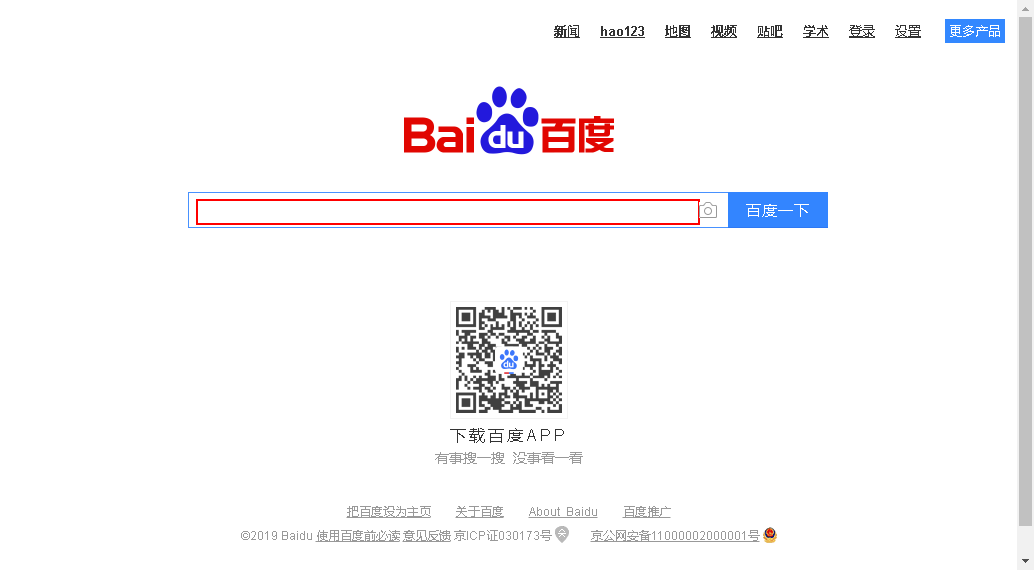 新闻 hao123 地图 视频 贴吧 学术 登录 设置 更多产品
Bai du 百度
百度一下
du
下载百度APP
有事搜一搜 没事看一看
把百度设为主页 关于百度 About Baidu 百度推广
©2019 Baidu 使用百度前必读 意见反馈 京ICP证030173号 京公网安备11000002000001号